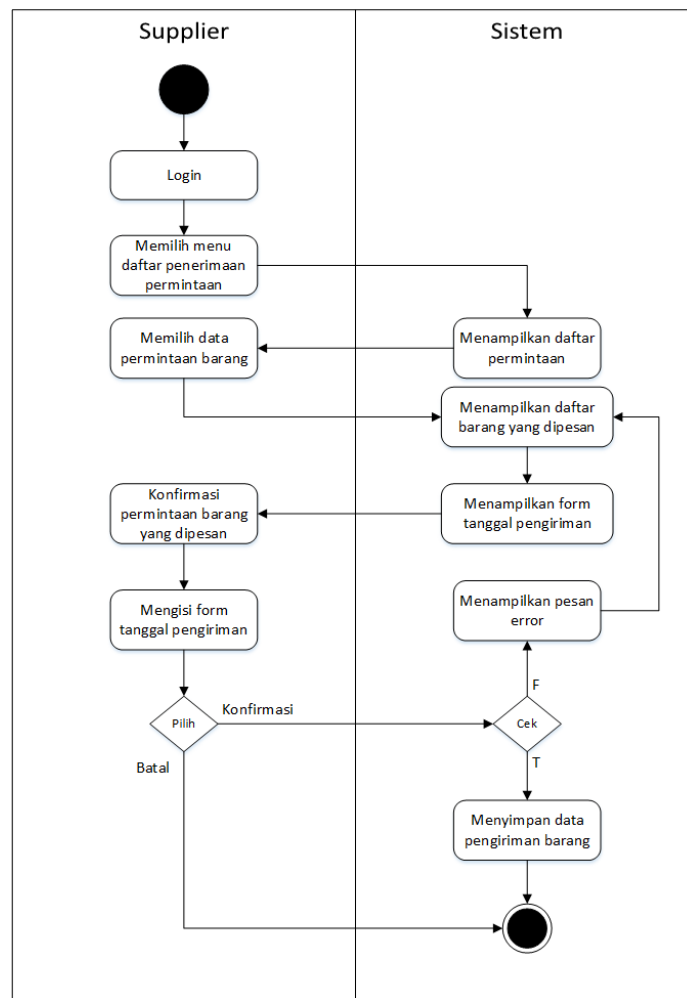 Supplier
Sistem
Login
Memilih menu
daftar penerimaan
permintaan
Memilih data
permintaan barang
Menampilkan daftar
permintaan
Menampilkan daftar
barang yang dipesan
Konfirmasi
permintaan barang
yang dipesan
Menampilkan form
tanggal pengiriman
Mengisi form
tanggal pengiriman
Menampilkan pesan
error
F
Pilih
Konfirmasi
Cek
Batal
T
Menyimpan data
pengiriman barang